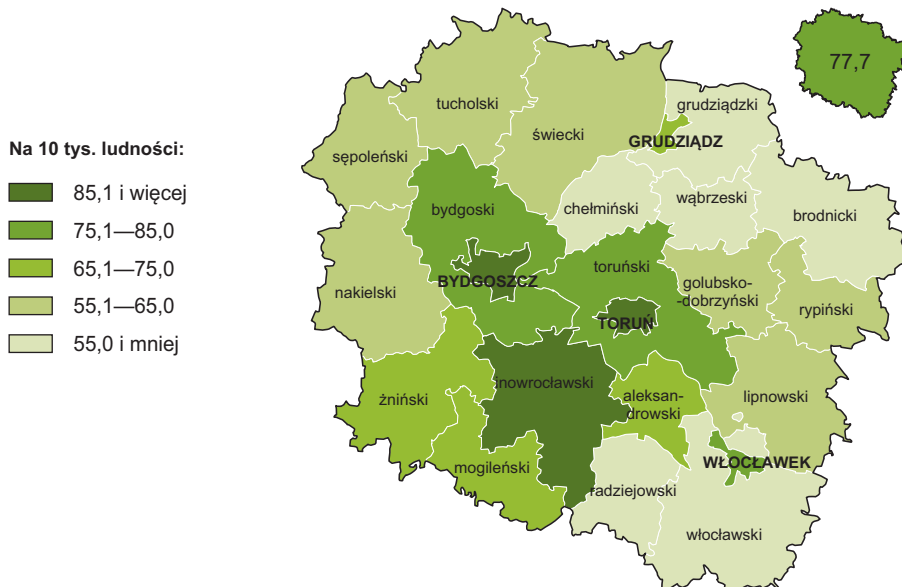 77,7
tucholski
grudziądzki
świecki
GRUDZIĄDZ
Na 10 tys. ludności:
sępoleński
85,1 i więcej
75,1—85,0
65,1—75,0
55,1—65,0
55,0 i mniej
bydgoski
chełmiński
wąbrzeski
brodnicki
BYDGOSZCZ
toruński
nakielski
golubsko-
-dobrzyński
rypiński
TORUŃ
inowrocławski
żniński
aleksan-
drowski
lipnowski
mogileński
WŁOCŁAWEK
radziejowski
włocławski